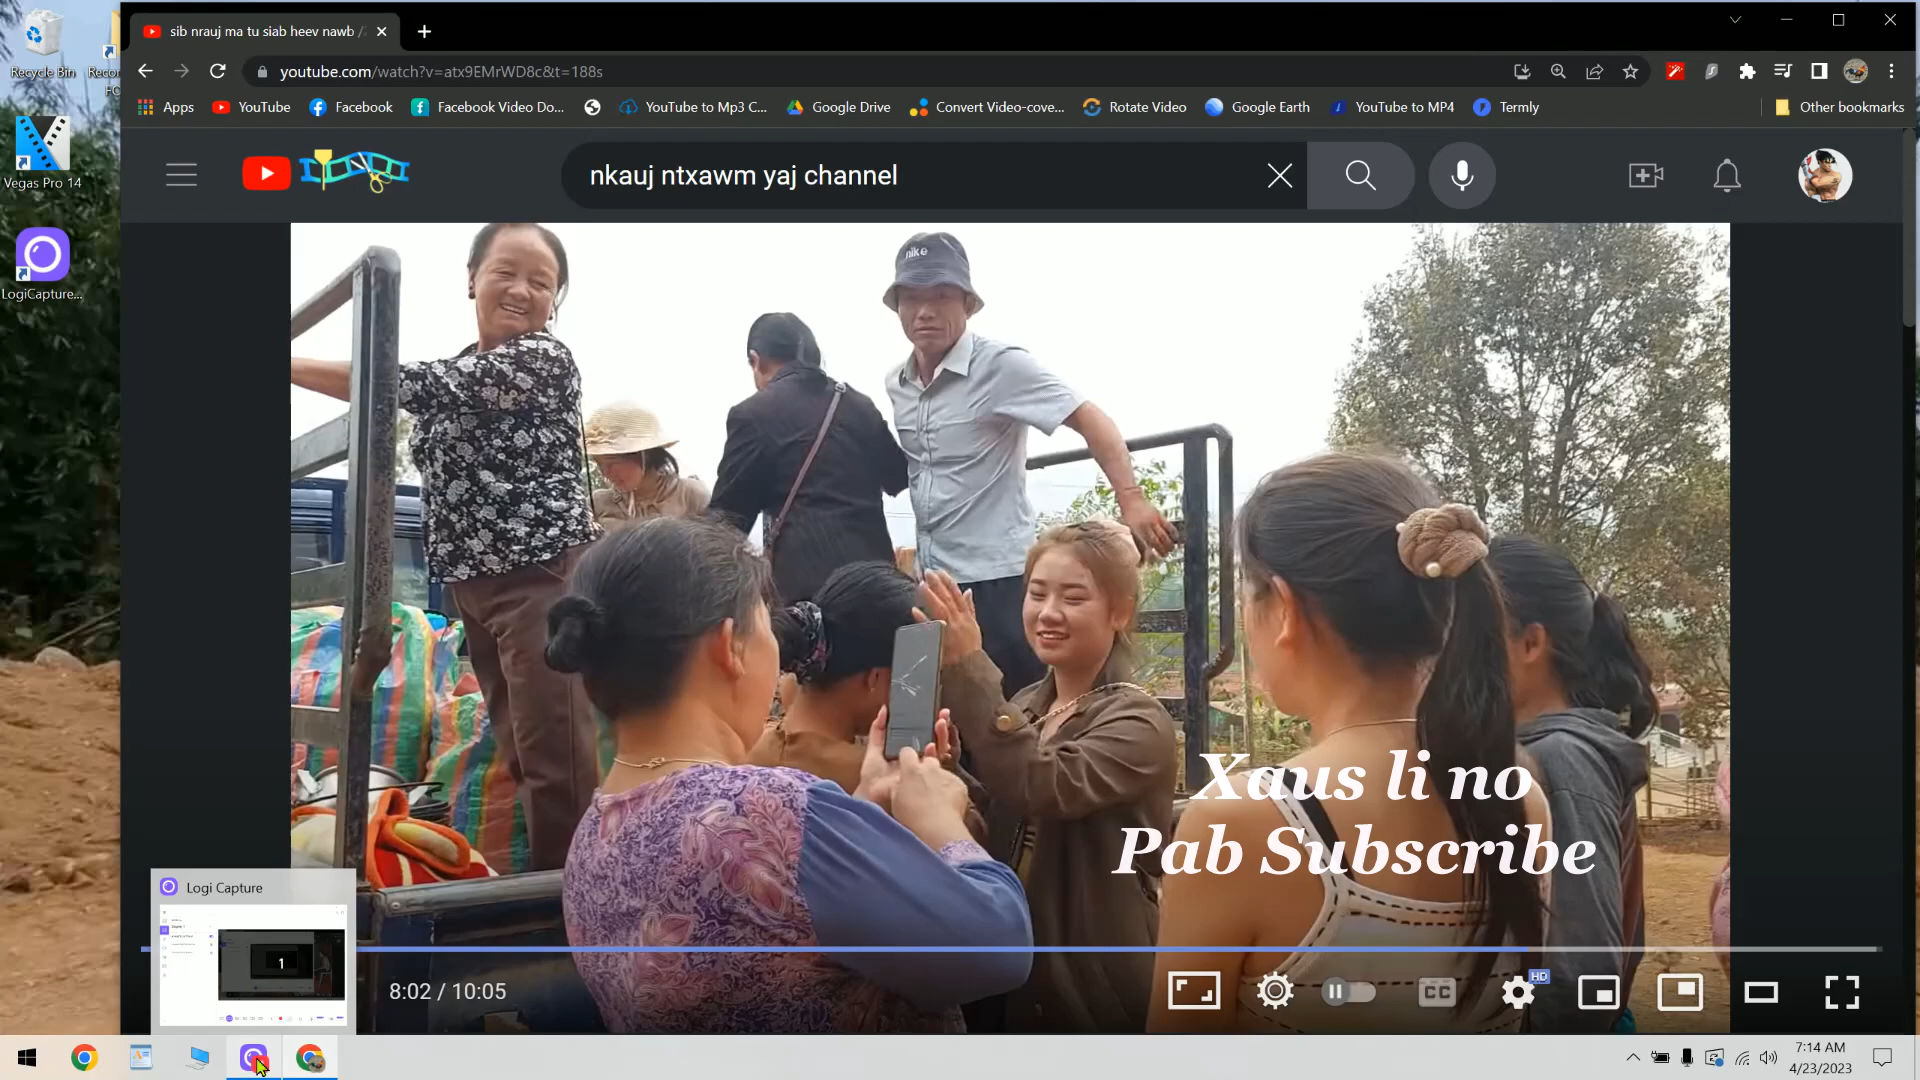 Recycle Bin
Vegas Pro 14
LogiCapture...
sib nrauj ma tu siab heev nawb /
youtube.com/watch?v=atx9EMrWD8c&t=188s
Apps YouTube Facebook Facebook Video Do... YouTube to Mp3 C... Google Drive Convert Video-cove... Rotate Video Google Earth YouTube to MP4 Termly Other bookmarks
nkauj ntxawm yaj channel
nike
Xaus li no
Pab Subscribe
Logi Capture
1
8:02 / 10:05
CC
HD
7:14 AM
4/23/2023